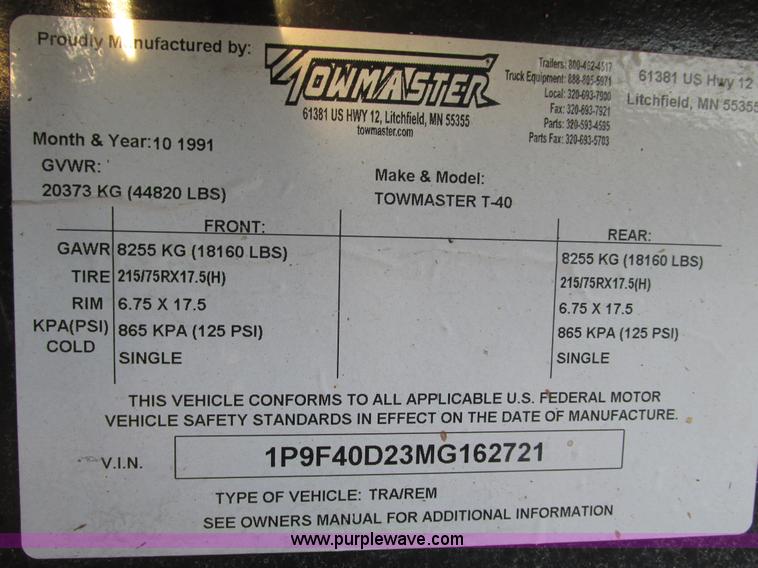 Proudly Manufactured by:
TOWMASTER
61381 US HWY 12, Litchfield, MN 55355
towmaster.com
Trailers: 800-462-4517
Truck Equipment: 888-805-5971
Local: 320-693-7900
Fax: 320-693-7921
Parts: 320-593-4595
Parts Fax: 320-693-5703
61381 US Hwy 12
Litchfield, MN 55355
Month & Year:10 1991
GVWR:
20373 KG (44820 LBS)
Make & Model:
TOWMASTER T-40
FRONT: REAR:
GAWR 8255 KG (18160 LBS) 8255 KG (18160 LBS)
TIRE 215/75RX17.5(H) 215/75RX17.5(H)
RIM 6.75 X 17.5 6.75 X 17.5
KPA(PSI) 865 KPA (125 PSI) 865 KPA (125 PSI)
COLD SINGLE SINGLE
THIS VEHICLE CONFORMS TO ALL APPLICABLE U.S. FEDERAL MOTOR
VEHICLE SAFETY STANDARDS IN EFFECT ON THE DATE OF MANUFACTURE.
V.I.N. 1P9F40D23MG162721
TYPE OF VEHICLE: TRA/REM
SEE OWNERS MANUAL FOR ADDITIONAL INFORMATION
www.purplewave.com